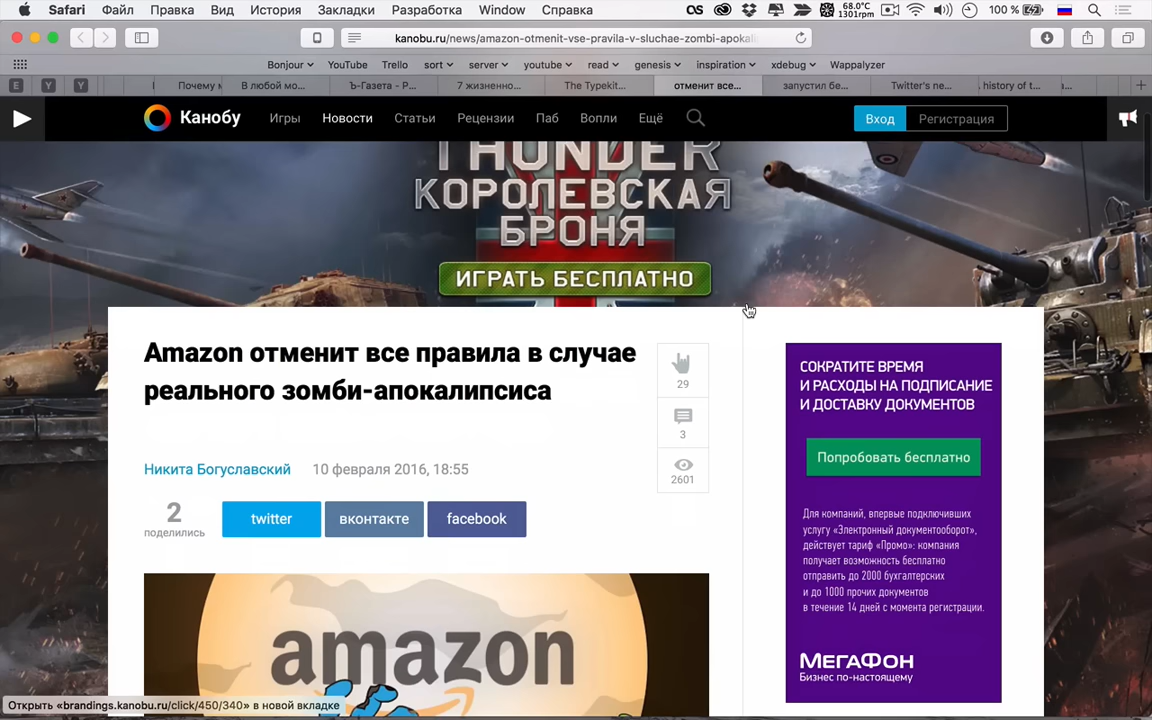 Safari Файл Правка Вид История Закладки Разработка Window Справка
68.0°C
1301rpm
100 %
kanobu.ru/news/amazon-otmenit-vse-pravila-v-sluchae-zombi-apokali
Bonjour YouTube Trello sort server youtube read genesis inspiration xdebug Wappalyzer
E Y Y Почему м В любой мо... Ъ-Газета - Р... 7 жизненно... The Typekit... отменит все... запустил бе... Twitter's ne... history of t...
Канобу Игры Новости Статьи Рецензии Паб Вопли Ещё Вход Регистрация
THUNDER
КОРОЛЕВСКАЯ
БРОНЯ
ИГРАТЬ БЕСПЛАТНО
Amazon отменит все правила в случае
реального зомби-апокалипсиса
29
3
2601
Никита Богуславский 10 февраля 2016, 18:55
2
поделились
twitter вконтакте facebook
amazon
СОКРАТИТЕ ВРЕМЯ
И РАСХОДЫ НА ПОДПИСАНИЕ
И ДОСТАВКУ ДОКУМЕНТОВ
Попробовать бесплатно
Для компаний, впервые подключивших
услугу «Электронный документооборот»,
действует тариф «Промо»: компания
получает возможность бесплатно
отправить до 2000 бухгалтерских
и до 1000 прочих документов
в течение 14 дней с момента регистрации.
МЕГАФОН
Бизнес по-настоящему
Открыть «brandings.kanobu.ru/click/450/340» в новой вкладке